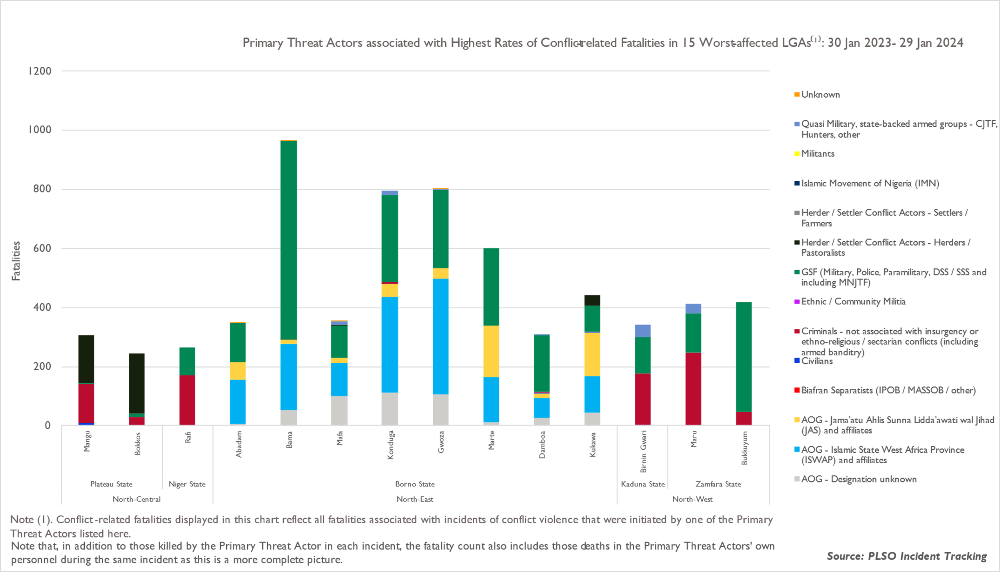 Primary Threat Actors associated with Highest Rates of Conflict-related Fatalities in 15 Worst-affected LGAs(1): 30 Jan 2023- 29 Jan 2024
1200
1000
800
600
400
200
0
Fatalities
Mangu
Bokkos
Rafi
Abadam
Bama
Mafa
Konduga
Gwoza
Marte
Damboa
Kukawa
Birnin Gwari
Maru
Bukkuyum
Plateau State
Niger State
Borno State
Kaduna State
Zamfara State
North-Central
North-East
North-West
Unknown
Quasi Military, state-backed armed groups - CJTF,
Hunters, other
Militants
Islamic Movement of Nigeria (IMN)
Herder / Settler Conflict Actors - Settlers /
Farmers
Herder / Settler Conflict Actors - Herders /
Pastoralists
GSF (Military, Police, Paramilitary, DSS / SSS and
including MNJTF)
Ethnic / Community Militia
Criminals - not associated with insurgency or
ethno-religious / sectarian conflicts (including
armed banditry)
Civilians
Biafran Separatists (IPOB / MASSOB / other)
AOG - Jama’atu Ahlis Sunna Lidda’awati wal Jihad
(JAS) and affiliates
AOG - Islamic State West Africa Province
(ISWAP) and affiliates
AOG - Designation unknown
Note (1). Conflict-related fatalities displayed in this chart reflect all fatalities associated with incidents of conflict violence that were initiated by one of the Primary
Threat Actors listed here.
Note that, in addition to those killed by the Primary Threat Actor in each incident, the fatality count also includes those deaths in the Primary Threat Actors' own
personnel during the same incident as this is a more complete picture.
Source: PLSO Incident Tracking